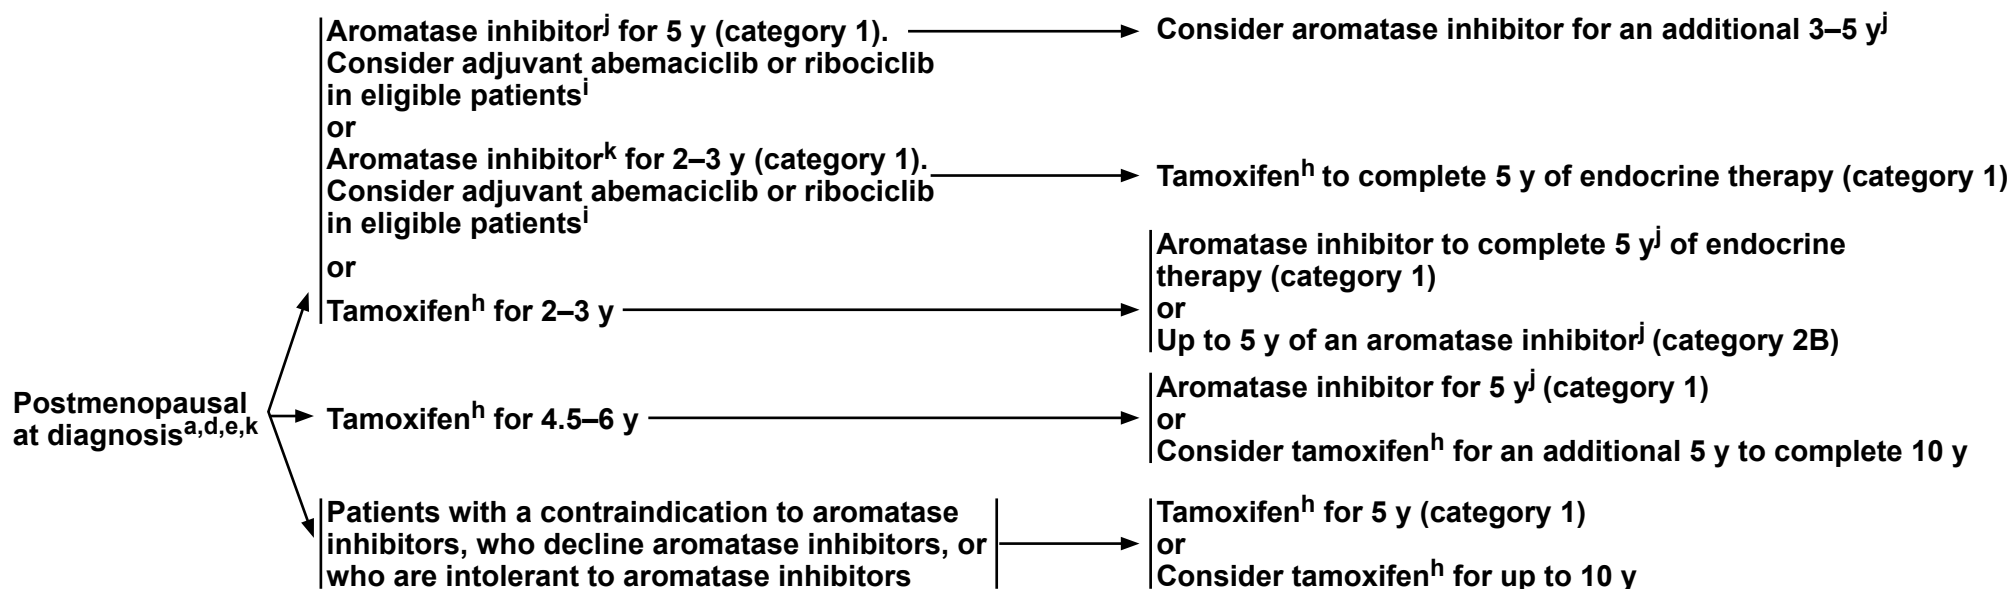 Postmenopausal
at diagnosisa,d,e,k
Aromatase inhibitorj for 5 y (category 1).
Consider adjuvant abemaciclib or ribociclib
in eligible patientsi
or
Aromatase inhibitork for 2–3 y (category 1).
Consider adjuvant abemaciclib or ribociclib
in eligible patientsi
or
Tamoxifenh for 2–3 y
Consider aromatase inhibitor for an additional 3–5 yj
Tamoxifenh to complete 5 y of endocrine therapy (category 1)
Aromatase inhibitor to complete 5 yj of endocrine
therapy (category 1)
or
Up to 5 y of an aromatase inhibitorj (category 2B)
Tamoxifenh for 4.5–6 y
Aromatase inhibitor for 5 yj (category 1)
or
Consider tamoxifenh for an additional 5 y to complete 10 y
Patients with a contraindication to aromatase
inhibitors, who decline aromatase inhibitors, or
who are intolerant to aromatase inhibitors
Tamoxifenh for 5 y (category 1)
or
Consider tamoxifenh for up to 10 y